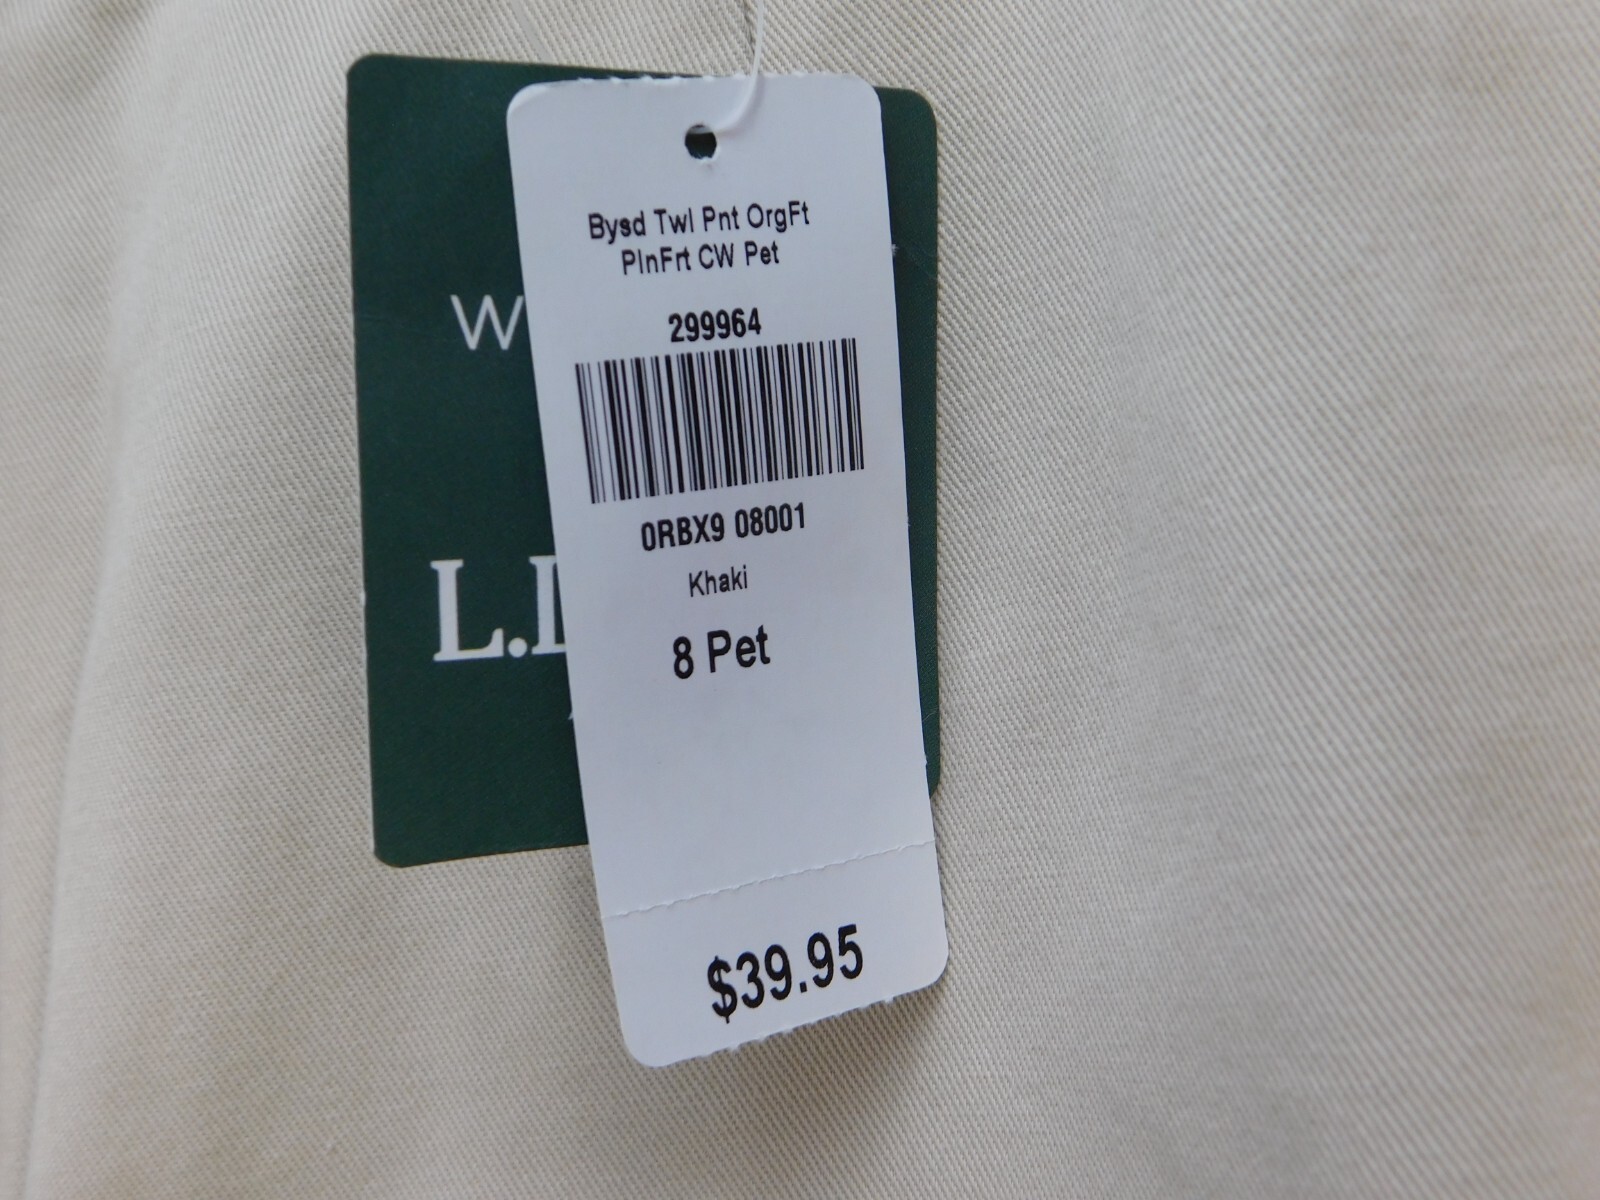 Bysd Twl Pnt OrgFt
PlnFrt CW Pet
299964
0RBX9 08001
Khaki
8 Pet
$39.95
W
L.